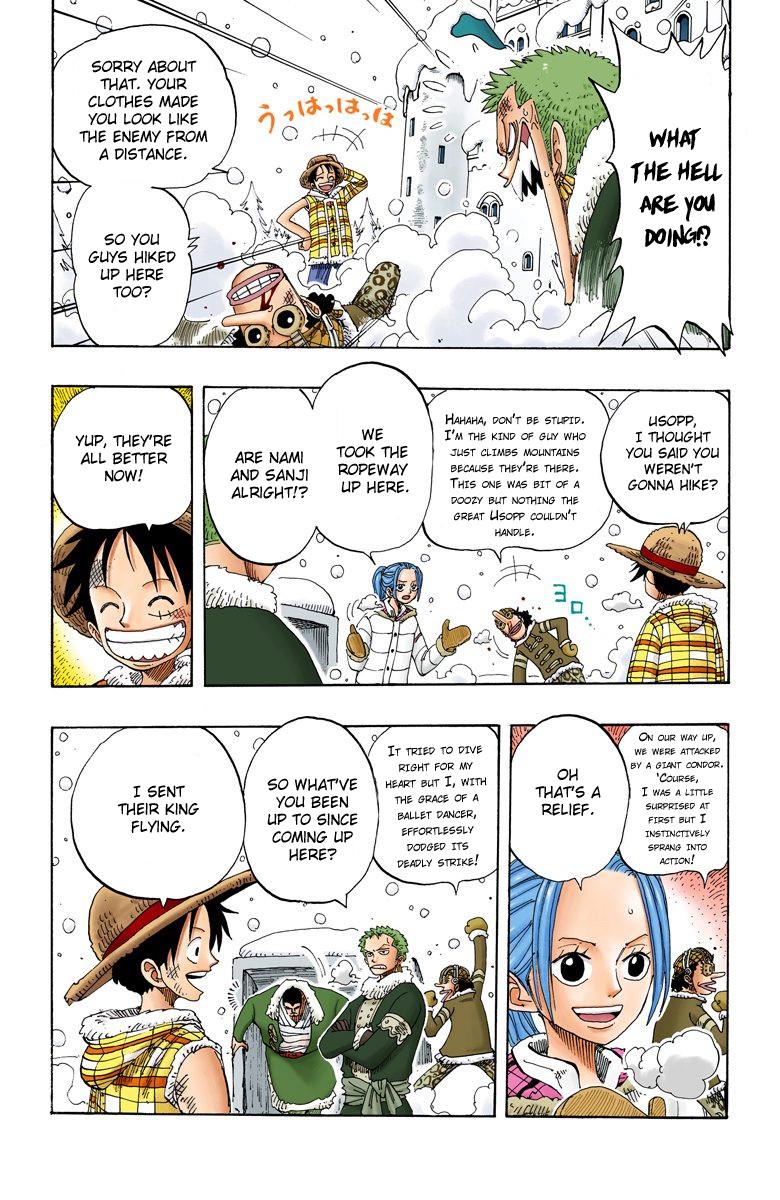 WHAT
THE HELL
ARE YOU
DOING!?
SORRY ABOUT
THAT. YOUR
CLOTHES MADE
YOU LOOK LIKE
THE ENEMY FROM
A DISTANCE.
うっはっはっは
SO YOU
GUYS HIKED
UP HERE
TOO?
USOPP,
I THOUGHT
YOU SAID YOU
WEREN'T
GONNA HIKE?
HAHAHA, DON'T BE STUPID.
I'M THE KIND OF GUY WHO
JUST CLIMBS MOUNTAINS
BECAUSE THEY'RE THERE.
THIS ONE WAS BIT OF A
DOOZY BUT NOTHING THE
GREAT USOPP COULDN'T
HANDLE.
ヨロ..
WE
TOOK THE
ROPEWAY
UP HERE.
ARE NAMI
AND SANJI
ALRIGHT!?
YUP, THEY'RE
ALL BETTER
NOW!
ON OUR WAY UP,
WE WERE ATTACKED
BY A GIANT CONDOR.
'COURSE,
I WAS A LITTLE
SURPRISED AT
FIRST BUT I
INSTINCTIVELY
SPRANG INTO
ACTION!
OH
THAT'S A
RELIEF.
IT TRIED TO DIVE
RIGHT FOR MY
HEART BUT I, WITH
THE GRACE OF A
BALLET DANCER,
EFFORTLESSLY
DODGED ITS
DEADLY STRIKE!
SO WHAT'VE
YOU BEEN
UP TO SINCE
COMING UP
HERE?
I SENT
THEIR KING
FLYING.